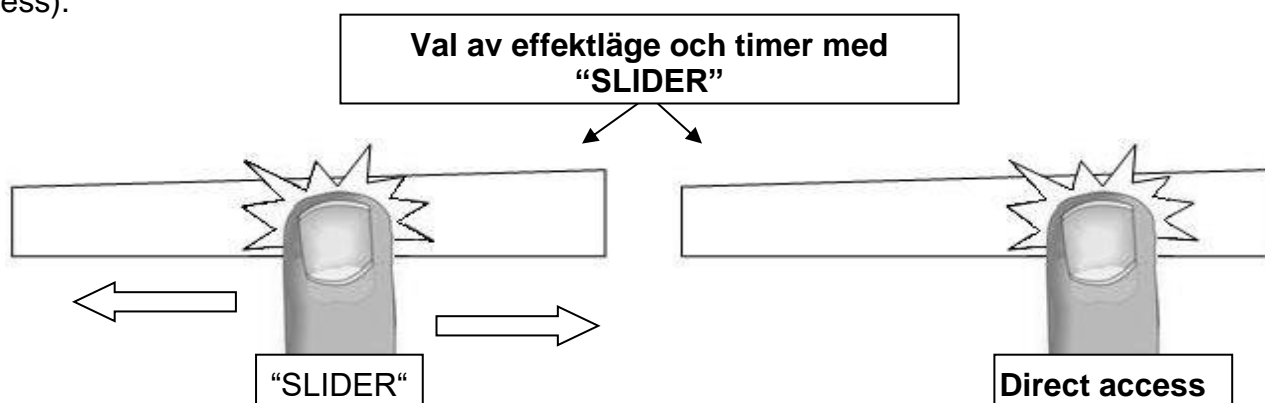 ess).
Val av effektläge och timer med
“SLIDER”
“SLIDER“
Direct access